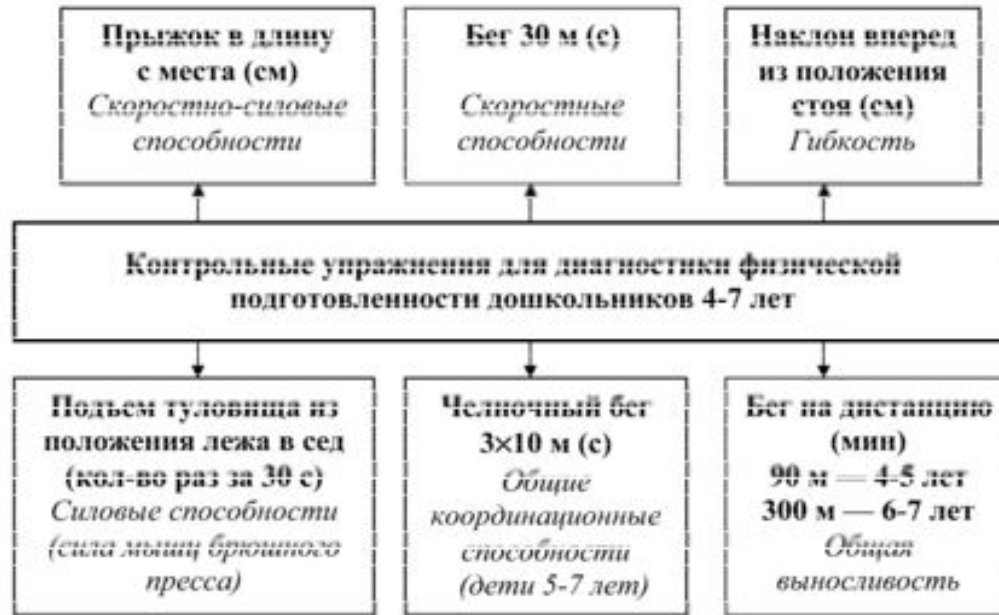 Прыжок в длину
с места (см)
Скоростно-силовые
способности
Бег 30 м (с)
Скоростные
способности
Наклон вперед
из положения
стоя (см)
Гибкость
Контрольные упражнения для диагностики физической
подготовленности дошкольников 4-7 лет
Подъем туловища из
положения лежа в сед
(кол-во раз за 30 с)
Силовые способности
(сила мышц брюшного
пресса)
Челночный бег
3×10 м (с)
Общие
координационные
способности
(дети 5-7 лет)
Бег на дистанцию
(мин)
90 м — 4-5 лет
300 м — 6-7 лет
Общая
выносливость